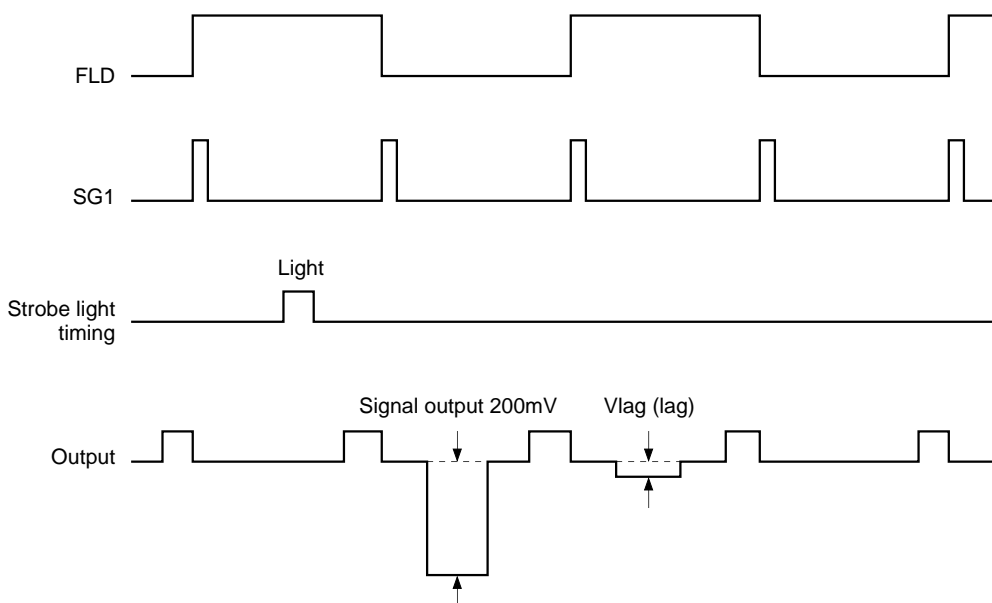 FLD
SG1
Light
Strobe light
timing
Signal output 200mV
Vlag (lag)
Output